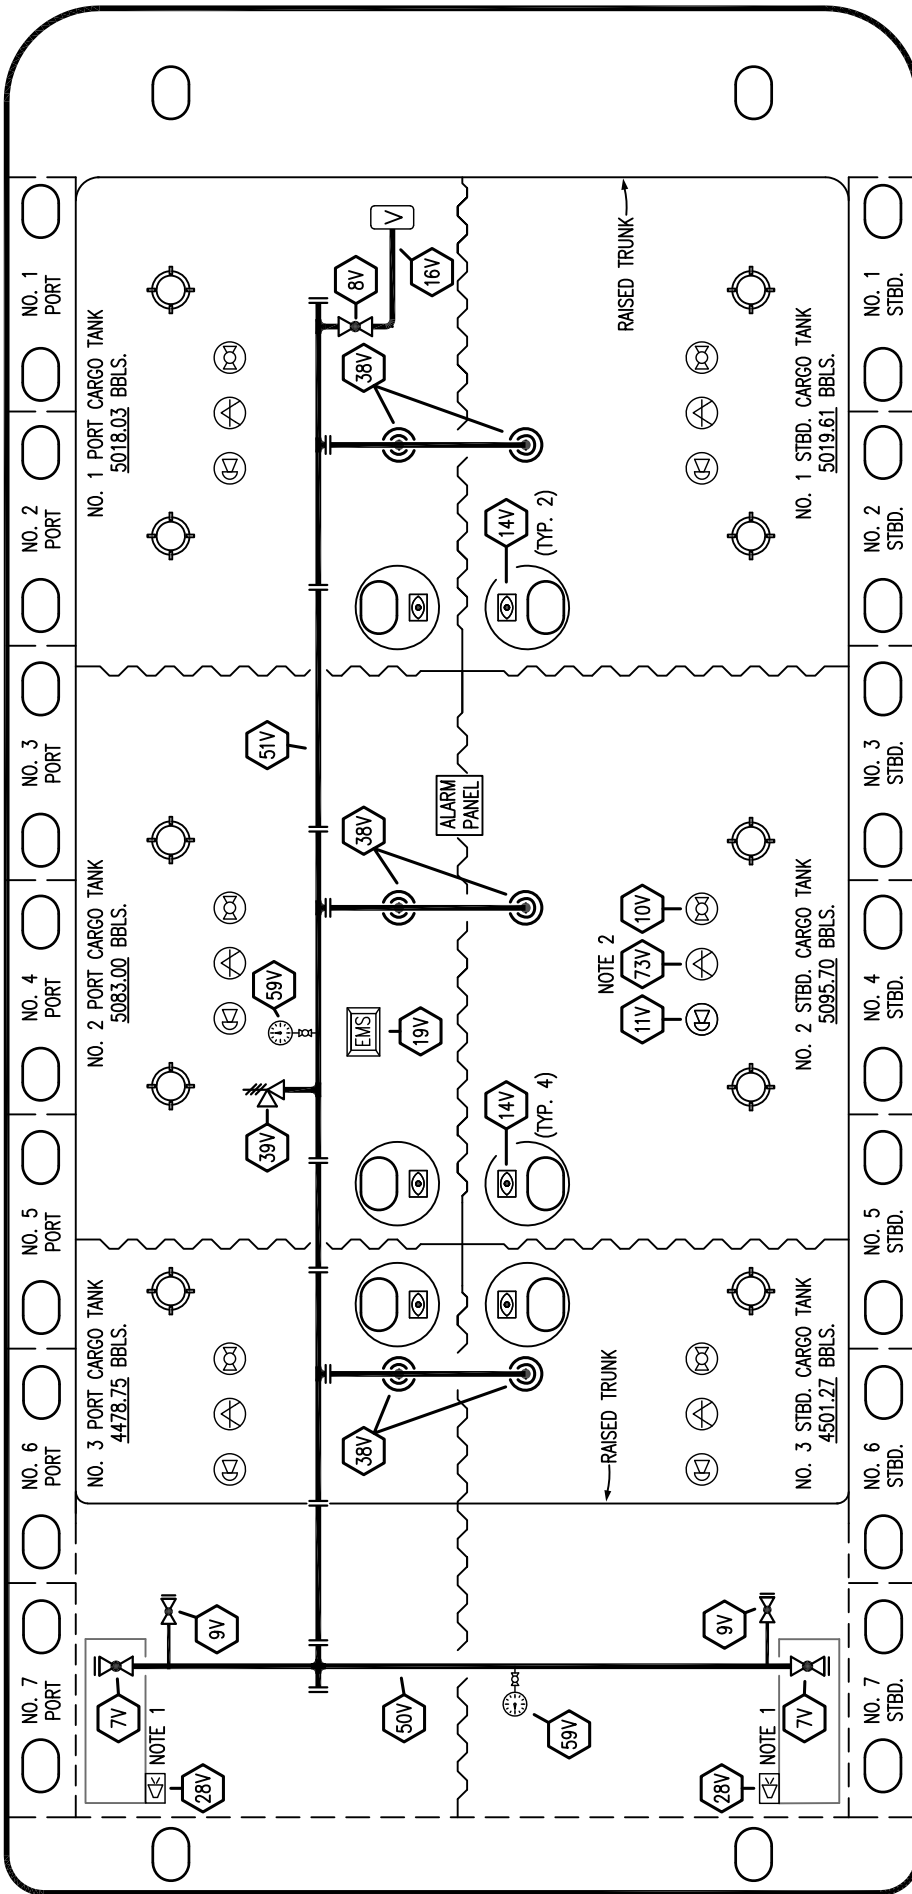 NO. 1
PORT
NO. 2
PORT
NO. 3
PORT
NO. 4
PORT
NO. 5
PORT
NO. 6
PORT
NO. 7
PORT
NO. 1 PORT CARGO TANK
5018.03 BBLS.
NO. 2 PORT CARGO TANK
5083.00 BBLS.
NO. 3 PORT CARGO TANK
4478.75 BBLS.
V
8V
16V
38V
51V
38V
59V
EMS
19V
39V
38V
9V
7V
NOTE 1
28V
50V
59V
ALARM
PANEL
14V
(TYP. 2)
14V
(TYP. 4)
RAISED TRUNK
RAISED TRUNK
NOTE 2
10V
73V
11V
9V
7V
NOTE 1
28V
NO. 1 STBD. CARGO TANK
5019.61 BBLS.
NO. 2 STBD. CARGO TANK
5095.70 BBLS.
NO. 3 STBD. CARGO TANK
4501.27 BBLS.
NO. 1
STBD.
NO. 2
STBD.
NO. 3
STBD.
NO. 4
STBD.
NO. 5
STBD.
NO. 6
STBD.
NO. 7
STBD.